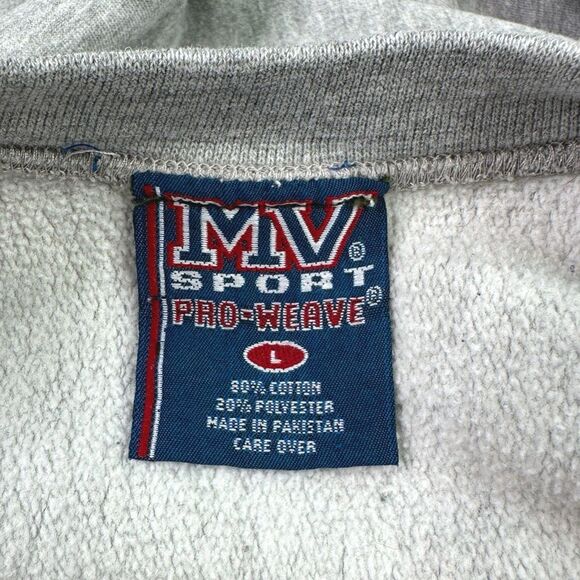 MV®
SPORT
PRO-WEAVE®
L
80% COTTON
20% POLYESTER
MADE IN PAKISTAN
CARE OVER